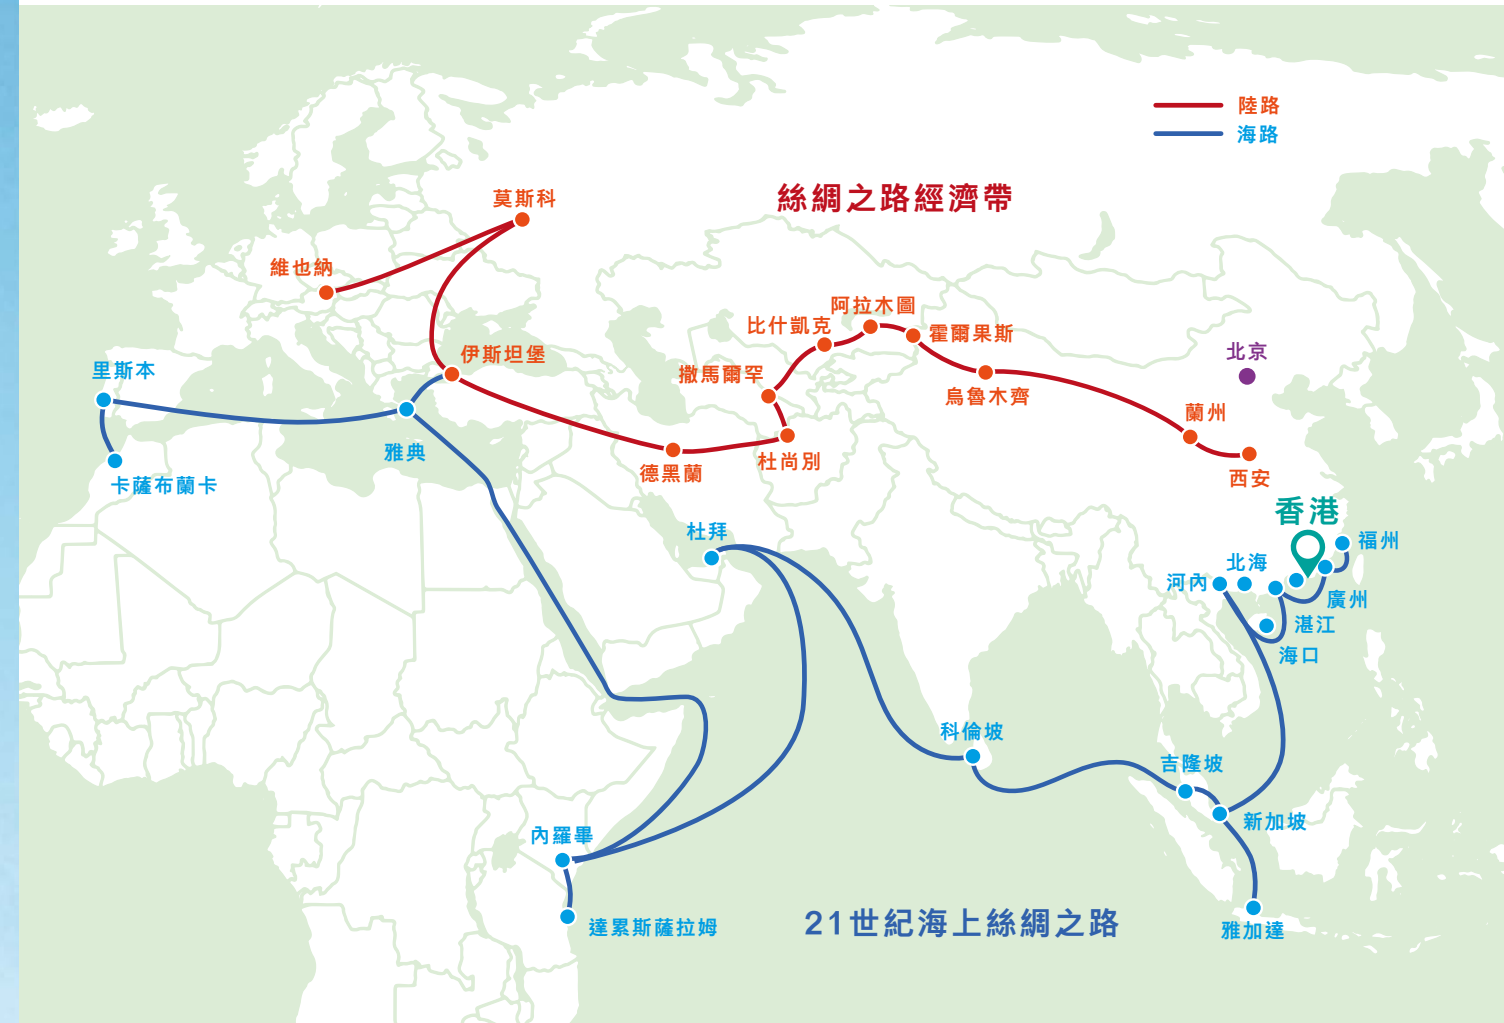 陸路
海路
絲綢之路經濟帶
莫斯科
維也納
阿拉木圖
比什凱克
霍爾果斯
伊斯坦堡
北京
里斯本
撒馬爾罕
烏魯木齊
蘭州
雅典
杜尚別
德黑蘭
西安
卡薩布蘭卡
香港
杜拜
福州
北海
河內
廣州
湛江
海口
科倫坡
吉隆坡
新加坡
內羅畢
21世紀海上絲綢之路
達累斯薩拉姆
雅加達